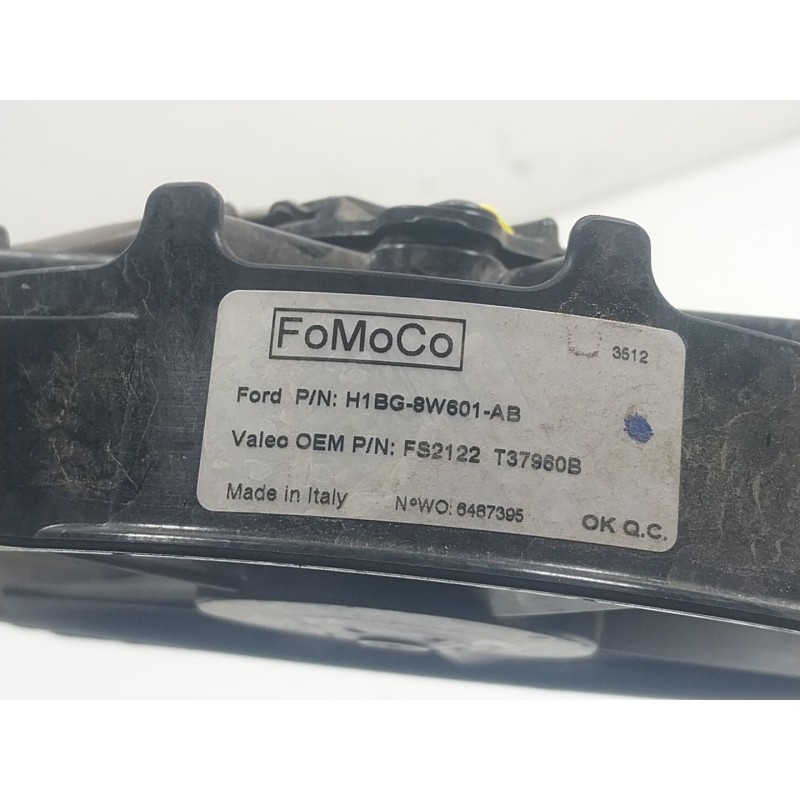 FoMoCo
3512
Ford P/N: H1BG-8W601-AB
Valeo OEM P/N: FS2122 T37960B
Made in Italy N°WO: 6487395
OK Q.C.